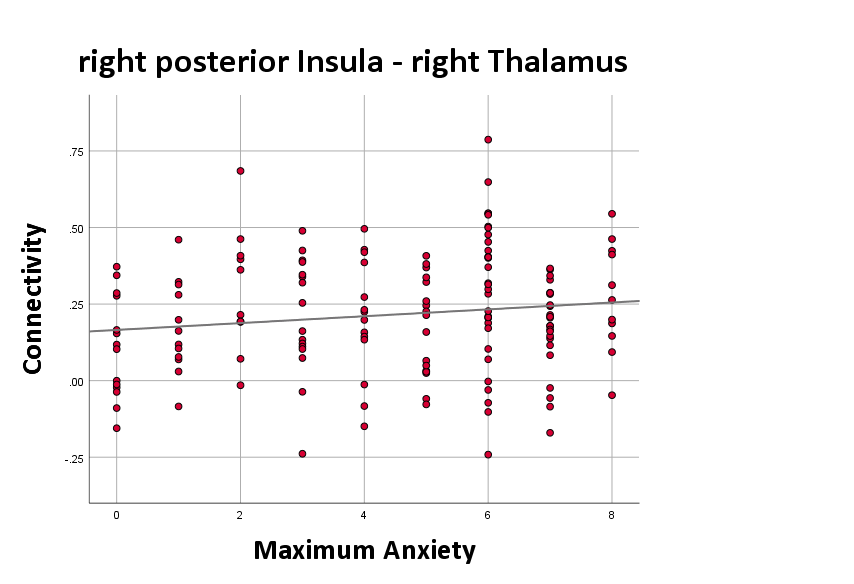 right posterior Insula - right Thalamus
.75
.50
.25
.00
-.25
Connectivity
0 2 4 6 8
Maximum Anxiety